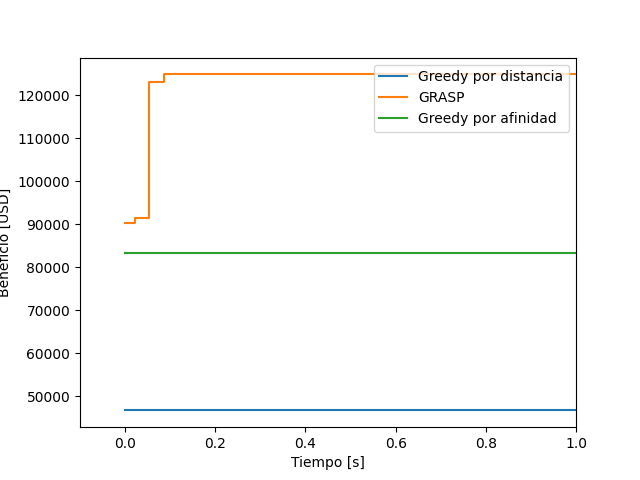 Greedy por distancia
GRASP
Greedy por afinidad
120000
110000
100000
90000
80000
70000
60000
50000
Beneficio [USD]
0.0 0.2 0.4 0.6 0.8 1.0
Tiempo [s]